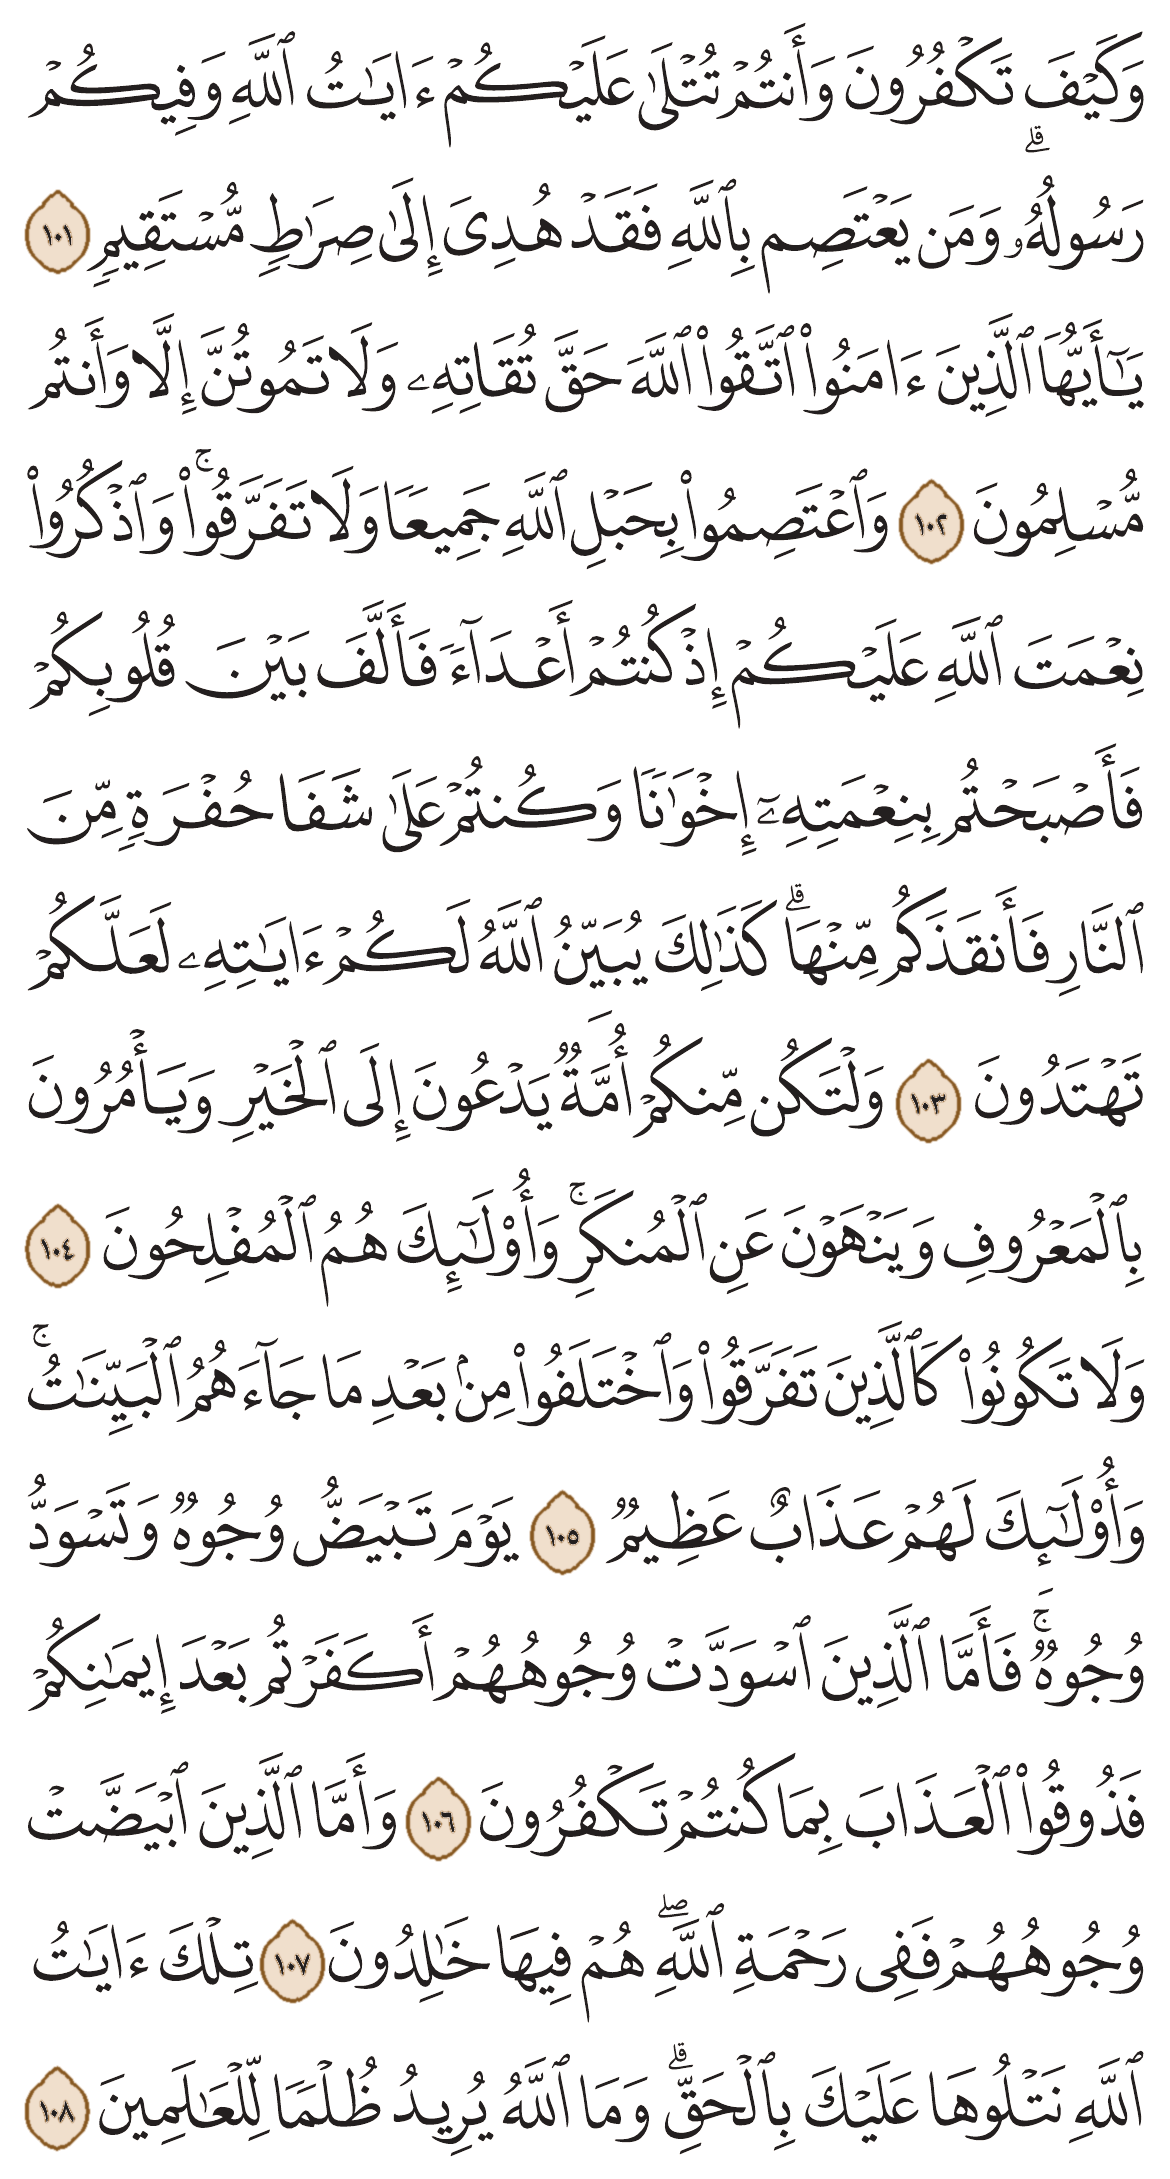 وَكَيۡفَ تَكۡفُرُونَ وَأَنتُمۡ تُتۡلَىٰ عَلَيۡكُمۡ ءَايَٰتُ ٱللَّهِ وَفِيكُمۡ
رَسُولُهُۥۗ وَمَن يَعۡتَصِم بِٱللَّهِ فَقَدۡ هُدِيَ إِلَىٰ صِرَٰطٖ مُّسۡتَقِيمٖ ١٠١
يَٰٓأَيُّهَا ٱلَّذِينَ ءَامَنُواْ ٱتَّقُواْ ٱللَّهَ حَقَّ تُقَاتِهِۦ وَلَا تَمُوتُنَّ إِلَّا وَأَنتُم
مُّسۡلِمُونَ ١٠٢ وَٱعۡتَصِمُواْ بِحَبۡلِ ٱللَّهِ جَمِيعٗا وَلَا تَفَرَّقُواْۚ وَٱذۡكُرُواْ
نِعۡمَتَ ٱللَّهِ عَلَيۡكُمۡ إِذۡ كُنتُمۡ أَعۡدَآءٗ فَأَلَّفَ بَيۡنَ قُلُوبِكُمۡ
فَأَصۡبَحۡتُم بِنِعۡمَتِهِۦٓ إِخۡوَٰنٗا وَكُنتُمۡ عَلَىٰ شَفَا حُفۡرَةٖ مِّنَ
ٱلنَّارِ فَأَنقَذَكُم مِّنۡهَاۗ كَذَٰلِكَ يُبَيِّنُ ٱللَّهُ لَكُمۡ ءَايَٰتِهِۦ لَعَلَّكُمۡ
تَهۡتَدُونَ ١٠٣ وَلۡتَكُن مِّنكُمۡ أُمَّةٞ يَدۡعُونَ إِلَى ٱلۡخَيۡرِ وَيَأۡمُرُونَ
بِٱلۡمَعۡرُوفِ وَيَنۡهَوۡنَ عَنِ ٱلۡمُنكَرِۚ وَأُوْلَٰٓئِكَ هُمُ ٱلۡمُفۡلِحُونَ ١٠٤
وَلَا تَكُونُواْ كَٱلَّذِينَ تَفَرَّقُواْ وَٱخۡتَلَفُواْ مِنۢ بَعۡدِ مَا جَآءَهُمُ ٱلۡبَيِّنَٰتُۚ
وَأُوْلَٰٓئِكَ لَهُمۡ عَذَابٌ عَظِيمٞ ١٠٥ يَوۡمَ تَبۡيَضُّ وُجُوهٞ وَتَسۡوَدُّ
وُجُوهٞۚ فَأَمَّا ٱلَّذِينَ ٱسۡوَدَّتۡ وُجُوهُهُمۡ أَكَفَرۡتُم بَعۡدَ إِيمَٰنِكُمۡ
فَذُوقُواْ ٱلۡعَذَابَ بِمَا كُنتُمۡ تَكۡفُرُونَ ١٠٦ وَأَمَّا ٱلَّذِينَ ٱبۡيَضَّتۡ
وُجُوهُهُمۡ فَفِي رَحۡمَةِ ٱللَّهِۖ هُمۡ فِيهَا خَٰلِدُونَ ١٠٧ تِلۡكَ ءَايَٰتُ
ٱللَّهِ نَتۡلُوهَا عَلَيۡكَ بِٱلۡحَقِّۗ وَمَا ٱللَّهُ يُرِيدُ ظُلۡمٗا لِّلۡعَٰلَمِينَ ١٠٨